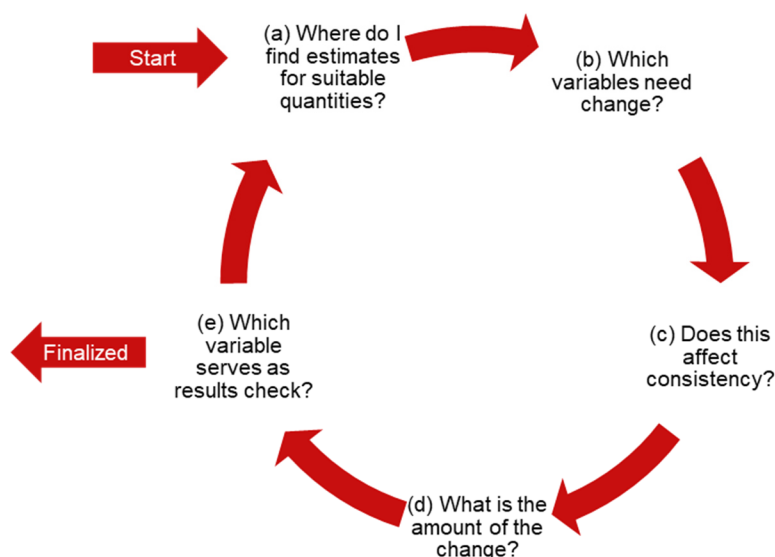 Start
(a) Where do I
find estimates
for suitable
quantities?
(b) Which
variables need
change?
(c) Does this
affect
consistency?
(d) What is the
amount of the
change?
(e) Which
variable
serves as
results check?
Finalized